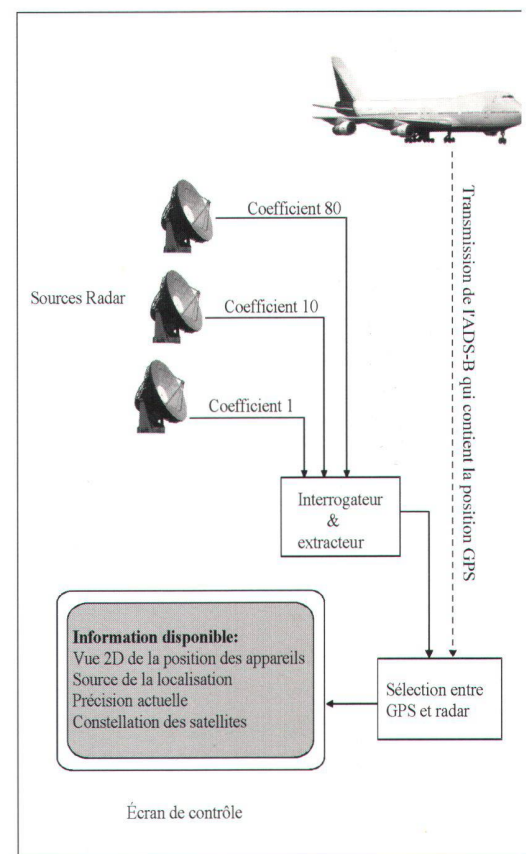 Coefficient 80
Sources Radar
Coefficient 10
Coefficient 1
Transmission de l'ADS-B qui contient la position GPS
Interrogateur
&
extracteur
Information disponible:
Vue 2D de la position des appareils
Source de la localisation
Précision actuelle
Constellation des satellites
Sélection entre
GPS et radar
Écran de contrôle